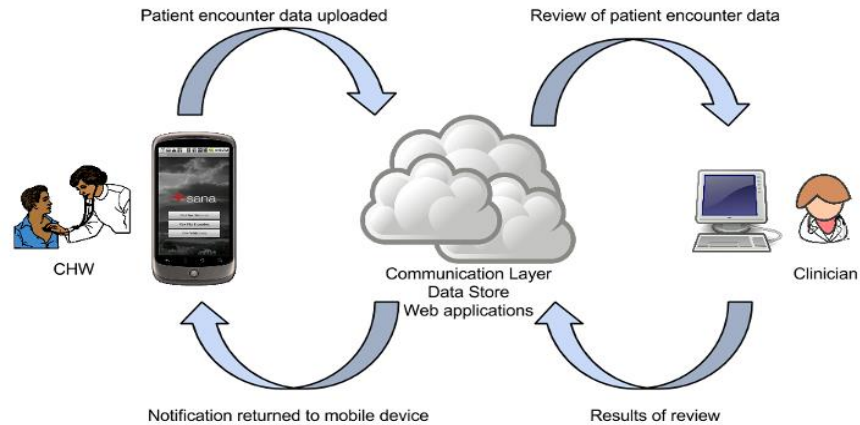 Patient encounter data uploaded
Review of patient encounter data
sana
CHW
Communication Layer
Data Store
Web applications
Clinician
Notification returned to mobile device
Results of review